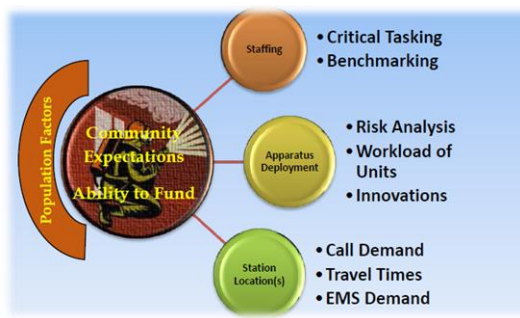 Population Factors
Community
Expectations
Ability to Fund
Staffing
• Critical Tasking
• Benchmarking
Apparatus
Deployment
• Risk Analysis
• Workload of
Units
• Innovations
Station
Location(s)
• Call Demand
• Travel Times
• EMS Demand